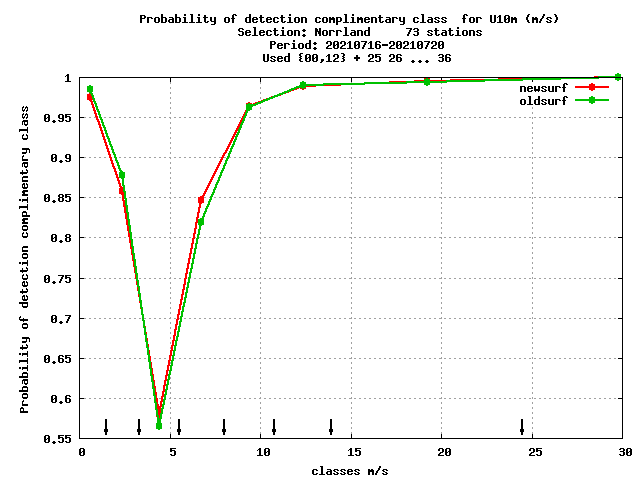 Probability of detection complimentary class  for U10m (m/s)
Selection: Norrland     73 stations
Period: 20210716-20210720
Used {00,12} + 25 26 ... 36
newsurf
oldsurf
Probability of detection complimentary class
1
0.95
0.9
0.85
0.8
0.75
0.7
0.65
0.6
0.55
0 5 10 15 20 25 30
classes m/s